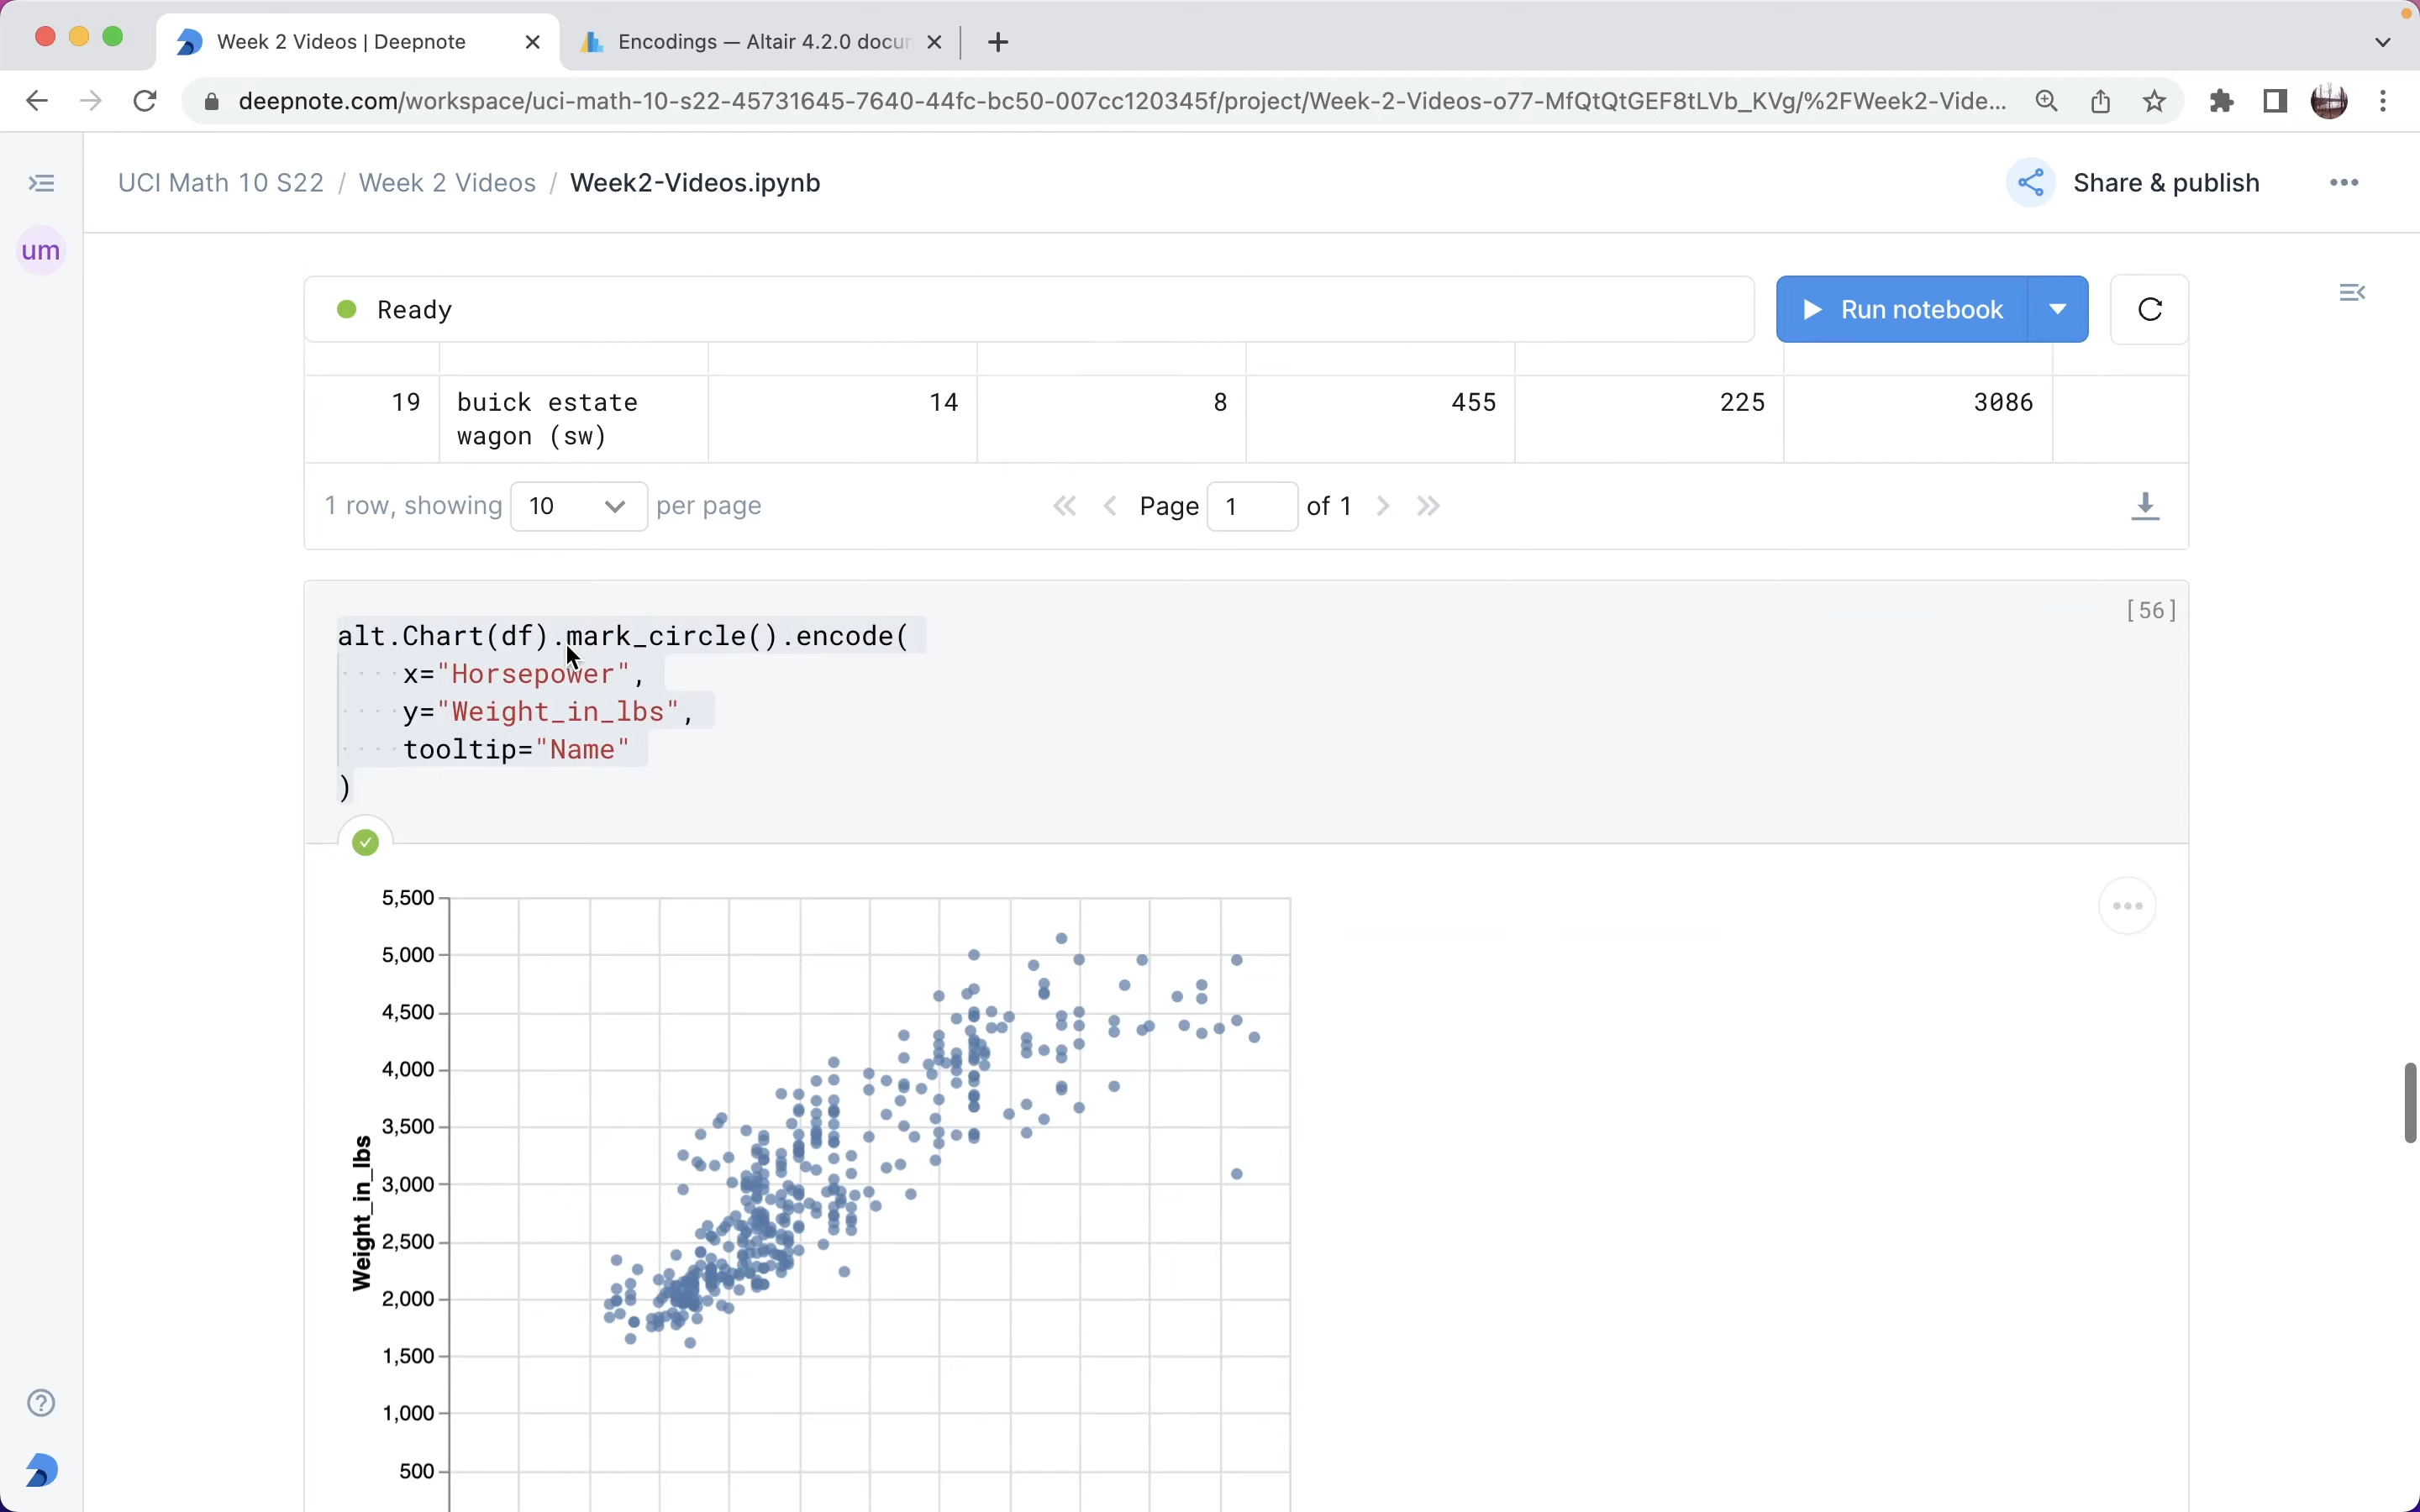 Week 2 Videos | Deepnote
Encodings — Altair 4.2.0 docu
deepnote.com/workspace/uci-math-10-s22-45731645-7640-44fc-bc50-007cc120345f/project/Week-2-Videos-o77-MfQtQtGEF8tLVb_KVg/%2FWeek2-Vide...
um
UCI Math 10 S22 / Week 2 Videos / Week2-Videos.ipynb
Share & publish
Ready
Run notebook
19 buick estate 14 8 455 225 3086
wagon (sw)
1 row, showing 10 per page
Page 1 of 1
[56]
alt.Chart(df).mark_circle().encode(
x="Horsepower",
y="Weight_in_lbs",
tooltip="Name"
)
5,500
5,000
4,500
4,000
3,500
3,000
2,500
2,000
1,500
1,000
500
Weight_in_lbs